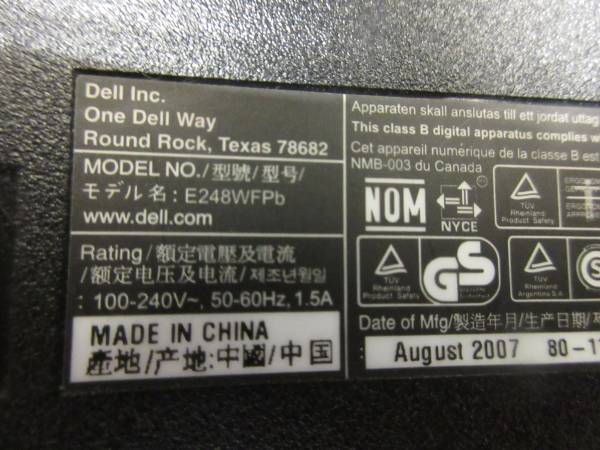 Dell Inc.
One Dell Way
Round Rock, Texas 78682
MODEL NO./型號/型号/
モデル名: E248WFPb
www.dell.com
Rating/額定電壓及電流
/额定电压及电流/제조년월일
: 100-240V~, 50-60Hz, 1.5A
MADE IN CHINA
產地/产地:中國/中国
Apparaten skall anslutas till ett jordat uttag
This class B digital apparatus complies
Cet appareil numérique de la classe B est
NMB-003 du Canada
NOM
NYCE
TÜV
Rheinland
Product Safety
TÜV
Rheinland
Product Safety
GS
TÜV
Rheinland
Argentina S.A.
Date of Mfg/製造年月/生产日期/
August 2007 80-1